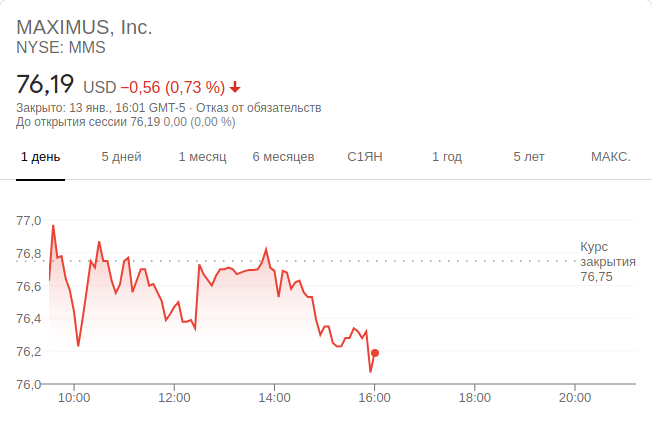 MAXIMUS, Inc.
NYSE: MMS
76,19 USD −0,56 (0,73 %)
Закрыто: 13 янв., 16:01 GMT-5 · Отказ от обязательств
До открытия сессии 76,19 0,00 (0,00 %)
1 день 5 дней 1 месяц 6 месяцев С1ЯН 1 год 5 лет МАКС.
77,0
76,8
76,6
76,4
76,2
76,0
Курс
закрытия
76,75
10:00 12:00 14:00 16:00 18:00 20:00